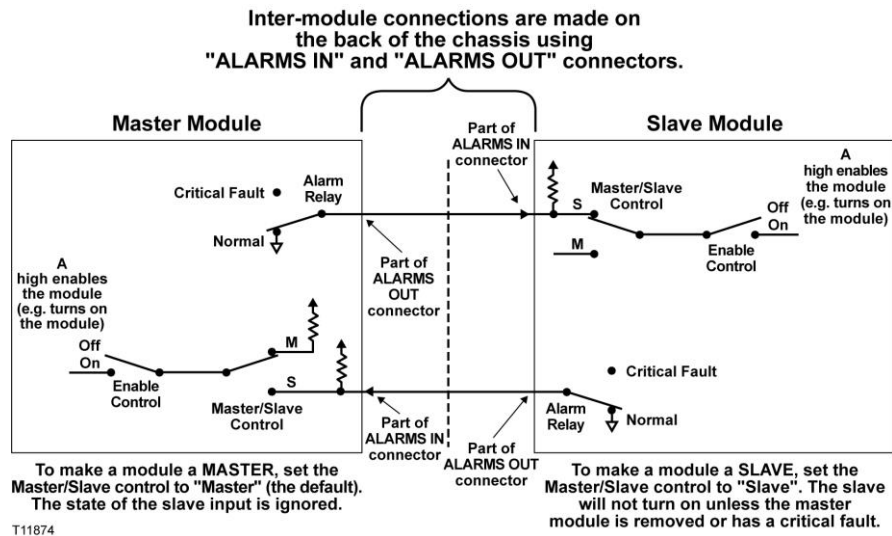 Inter-module connections are made on
the back of the chassis using
"ALARMS IN" and "ALARMS OUT" connectors.
Master Module
Critical Fault
Alarm
Relay
Normal
A
high enables
the module
(e.g. turns on
the module)
Off
On
Enable
Control
M
S
Master/Slave
Control
Part of
ALARMS IN
connector
Part of
ALARMS
OUT
connector
Part of
ALARMS IN
connector
Part of
ALARMS OUT
connector
Slave Module
S
Master/Slave
Control
M
A
high enables
the module
(e.g. turns on
the module)
Off
On
Enable
Control
Critical Fault
Alarm
Relay
Normal
To make a module a MASTER, set the
Master/Slave control to "Master" (the default).
The state of the slave input is ignored.
To make a module a SLAVE, set the
Master/Slave control to "Slave". The slave
will not turn on unless the master
module is removed or has a critical fault.
T11874